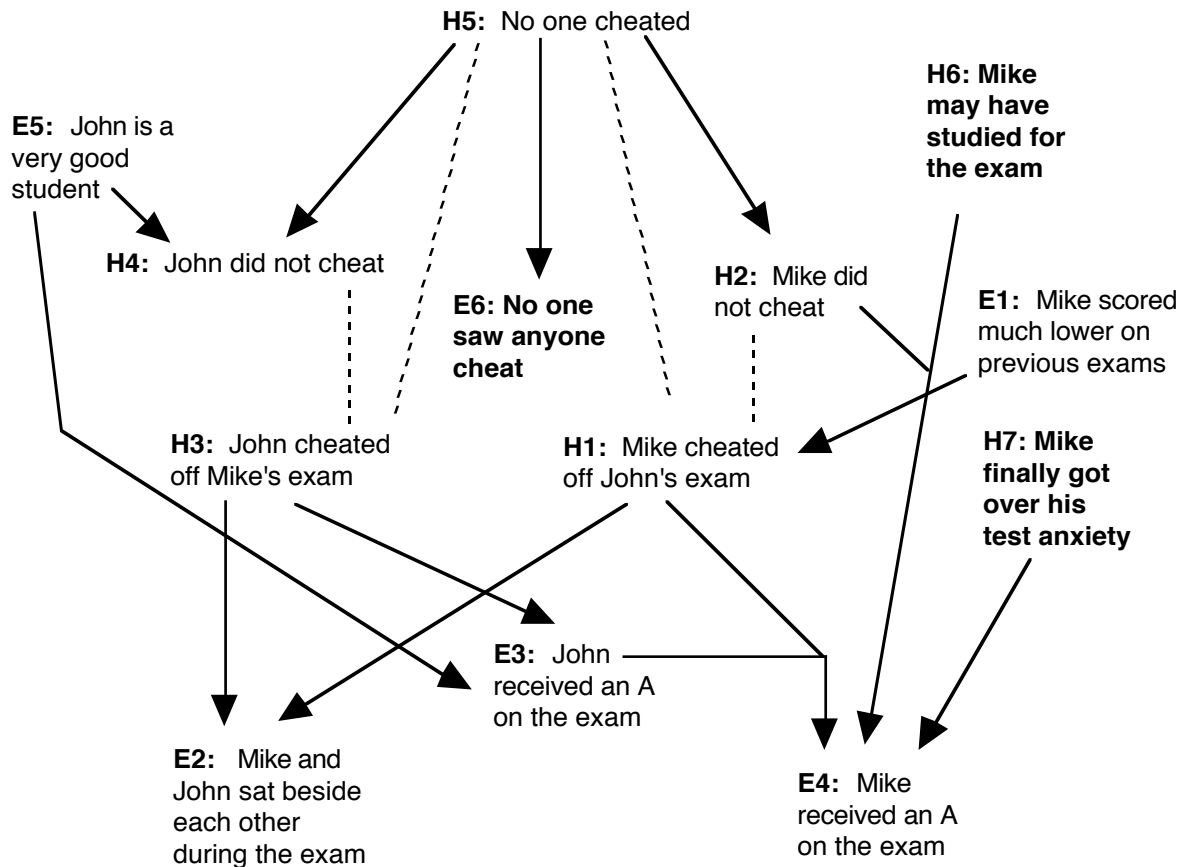 H5: No one cheated
H6: Mike
may have
studied for
the exam
E5: John is a
very good
student
H4: John did not cheat
E6: No one
saw anyone
cheat
H2: Mike did
not cheat
E1: Mike scored
much lower on
previous exams
H3: John cheated
off Mike's exam
H1: Mike cheated
off John's exam
H7: Mike
finally got
over his
test anxiety
E3: John
received an A
on the exam
E2: Mike and
John sat beside
each other
during the exam
E4: Mike
received an A
on the exam